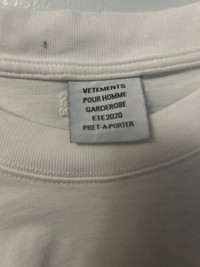 VETEMENTS
POUR HOMME
GARDEROBE
ETE 2020
PRET-A-PORTER